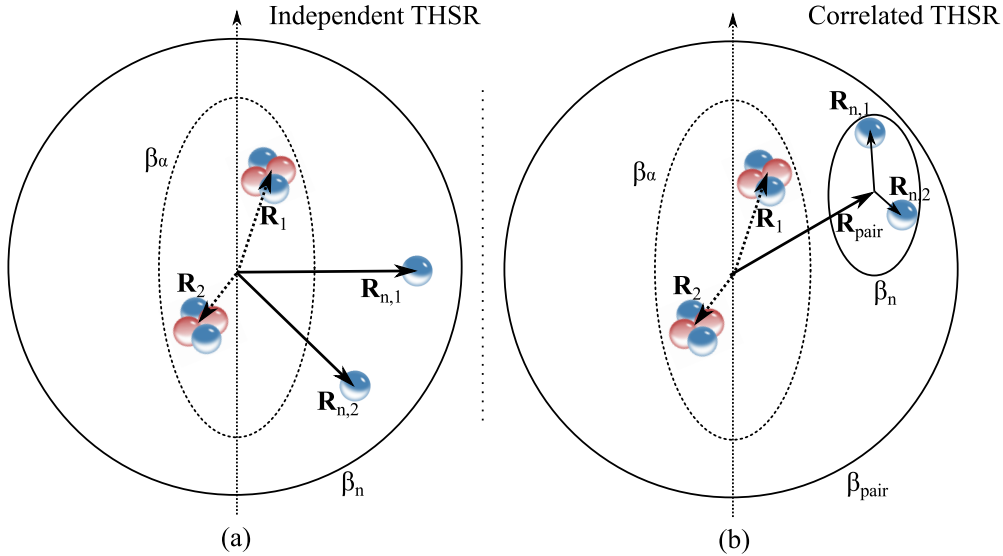 Independent THSR
βα
R1
R2
Rn,1
Rn,2
βn
(a)
Correlated THSR
Rn,1
βα
Rn,2
R1
Rpair
R2
βn
βpair
(b)